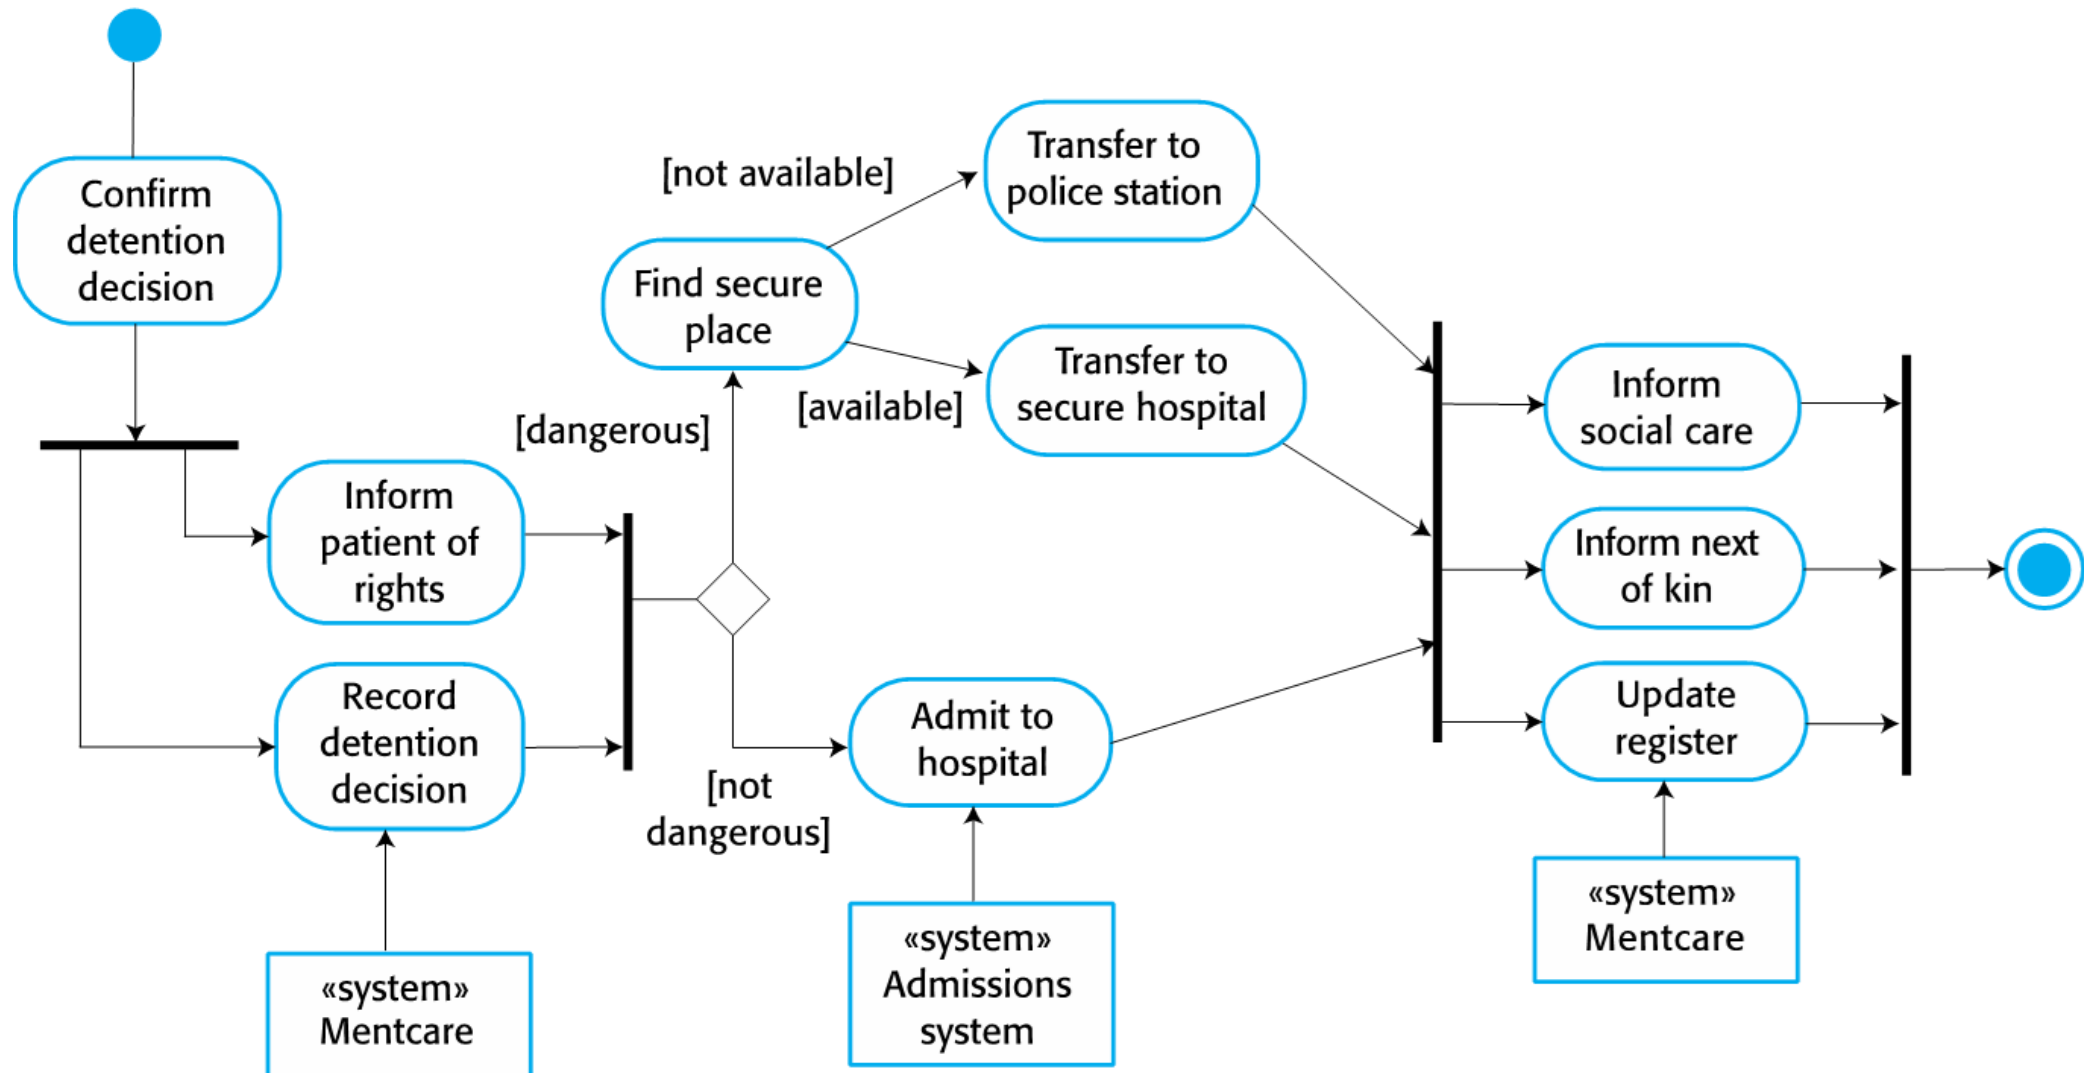 Confirm
detention
decision
Inform
patient of
rights
Record
detention
decision
«system»
Mentcare
[dangerous]
[not
dangerous]
Find secure
place
[not available]
[available]
Transfer to
police station
Transfer to
secure hospital
Admit to
hospital
«system»
Admissions
system
Inform
social care
Inform next
of kin
Update
register
«system»
Mentcare